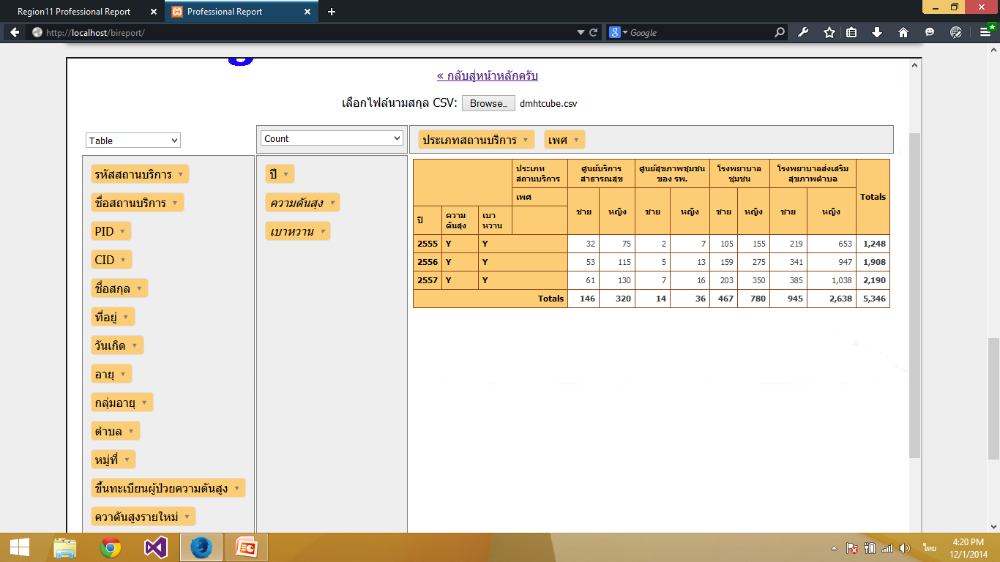 Region11 Professional Report
Professional Report
http://localhost/bireport/
Google
« กลับสู่หน้าหลักครับ
เลือกไฟล์นามสกุล CSV: Browse… dmhtcube.csv
Table
Count
ประเภทสถานบริการ
เพศ
รหัสสถานบริการ
ชื่อสถานบริการ
PID
CID
ชื่อสกุล
ที่อยู่
วันเกิด
อายุ
กลุ่มอายุ
ตำบล
หมู่ที่
ขึ้นทะเบียนผู้ป่วยความดันสูง
ควาดันสูงรายใหม่
ปี
ความดันสูง
เบาหวาน
ประเภท
สถานบริการ
ศูนย์บริการ
สาธารณสุข
ศูนย์สุขภาพชุมชน
ของ รพ.
โรงพยาบาล
ชุมชน
โรงพยาบาลส่งเสริม
สุขภาพตำบล
Totals
เพศ
ชาย หญิง ชาย หญิง ชาย หญิง ชาย หญิง
ปี
ความ
ดันสูง
เบา
หวาน
2555 Y Y 32 75 2 7 105 155 219 653 1,248
2556 Y Y 53 115 5 13 159 275 341 947 1,908
2557 Y Y 61 130 7 16 203 350 385 1,038 2,190
Totals 146 320 14 36 467 780 945 2,638 5,346
ไทย
4:20 PM
12/1/2014